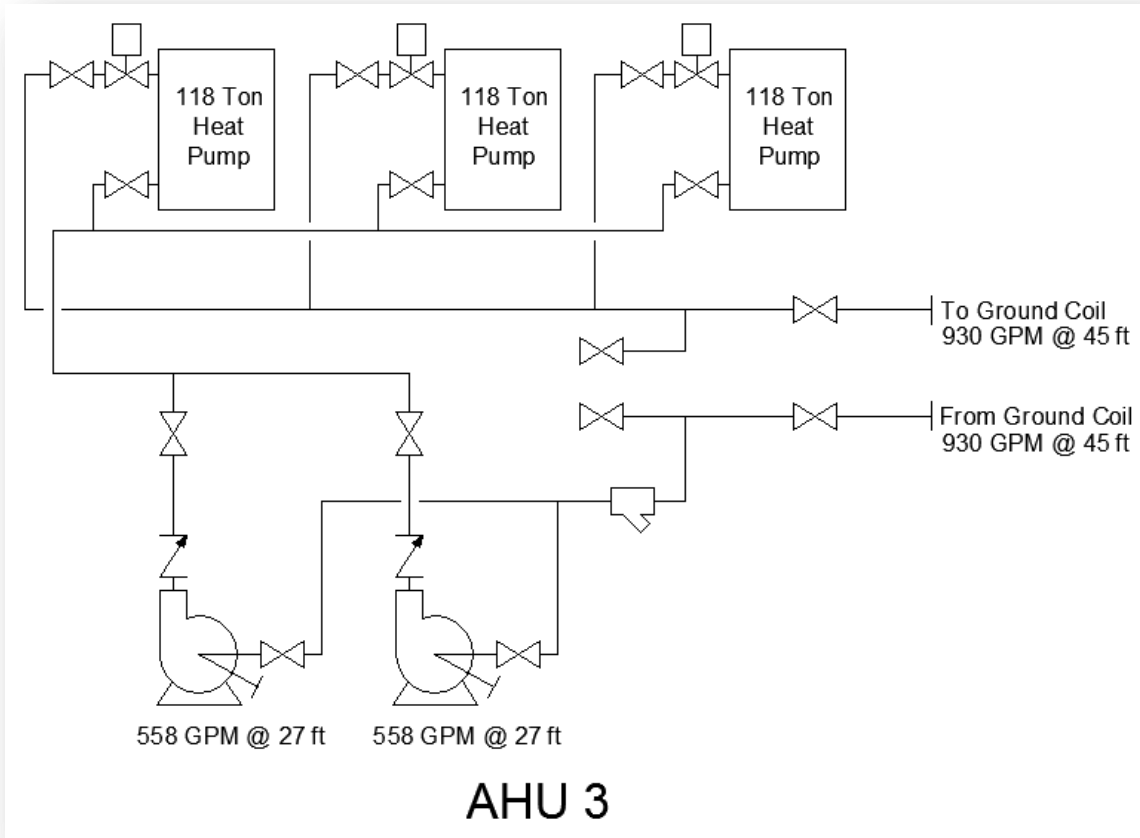 118 Ton
Heat
Pump
118 Ton
Heat
Pump
118 Ton
Heat
Pump
To Ground Coil
930 GPM @ 45 ft
From Ground Coil
930 GPM @ 45 ft
558 GPM @ 27 ft
558 GPM @ 27 ft
AHU 3